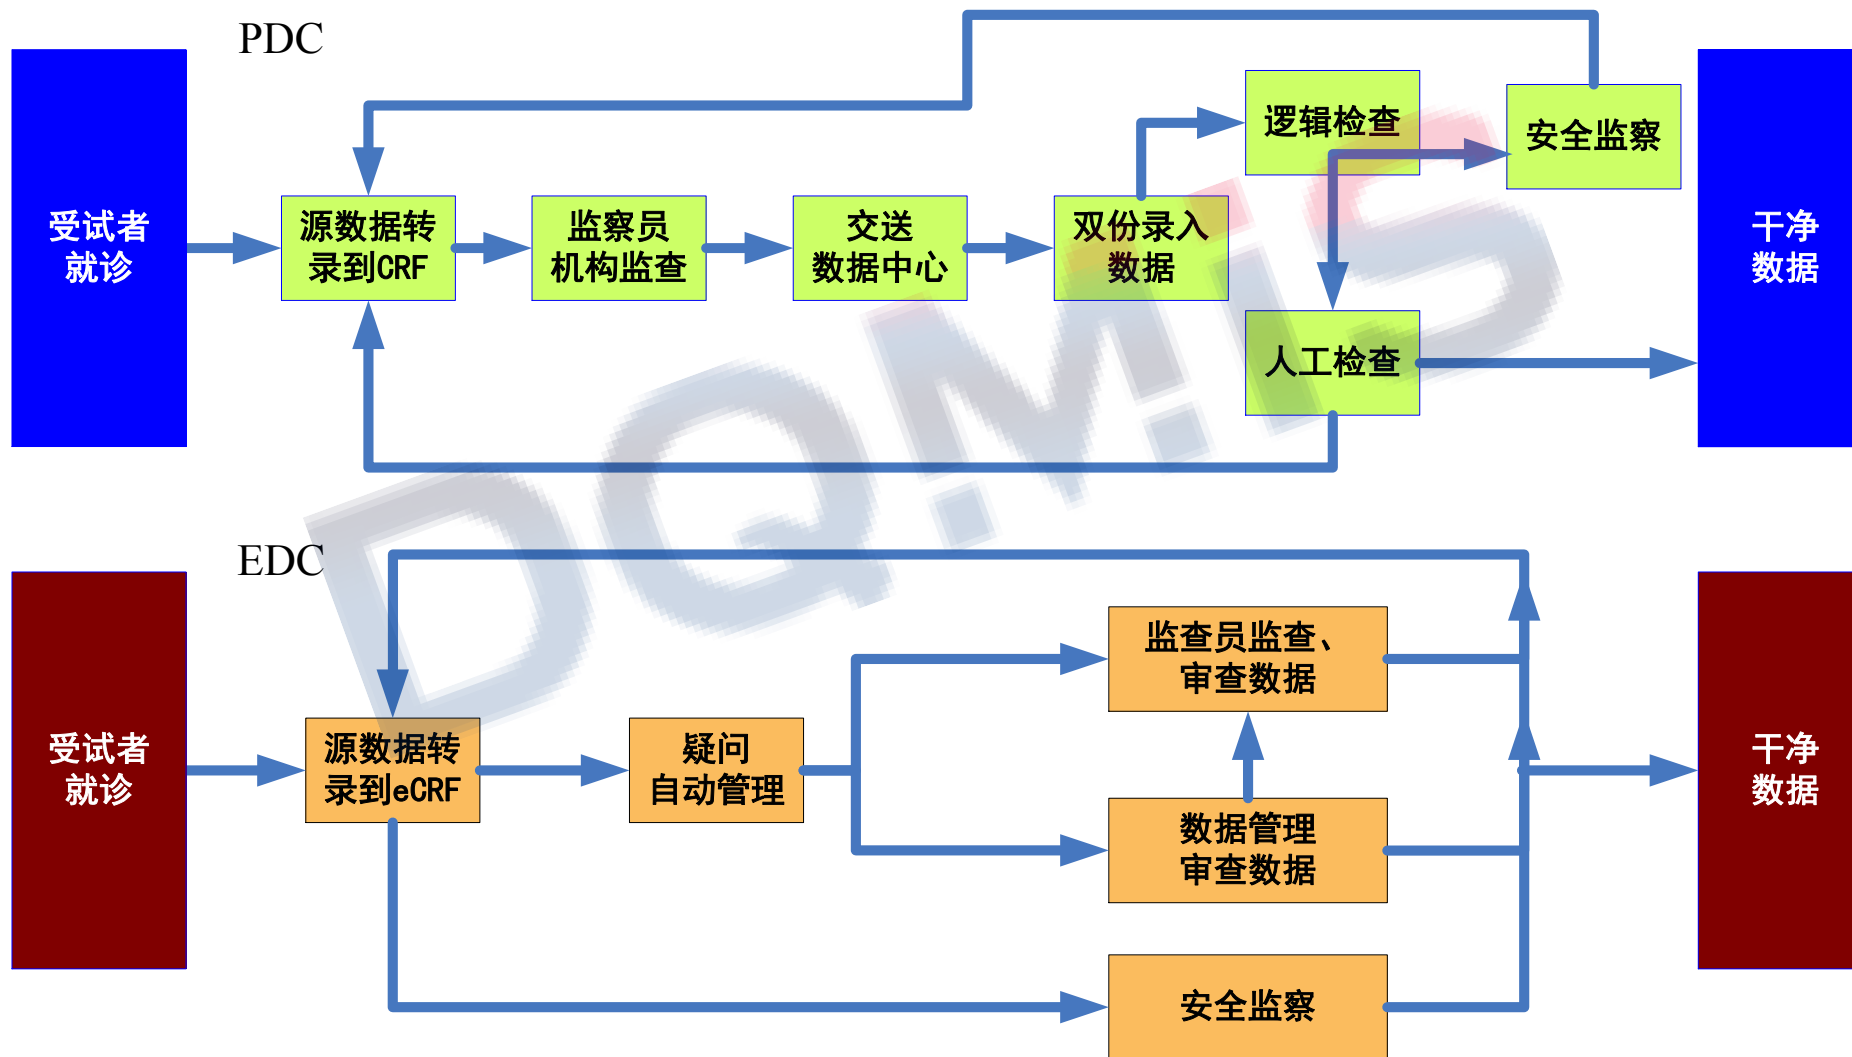 PDC
受试者
就诊
源数据转
录到CRF
监察员
机构监查
交送
数据中心
双份录入
数据
逻辑检查
安全监察
人工检查
干净
数据
EDC
受试者
就诊
源数据转
录到eCRF
疑问
自动管理
监查员监查、
审查数据
数据管理
审查数据
安全监察
干净
数据
DQMiS